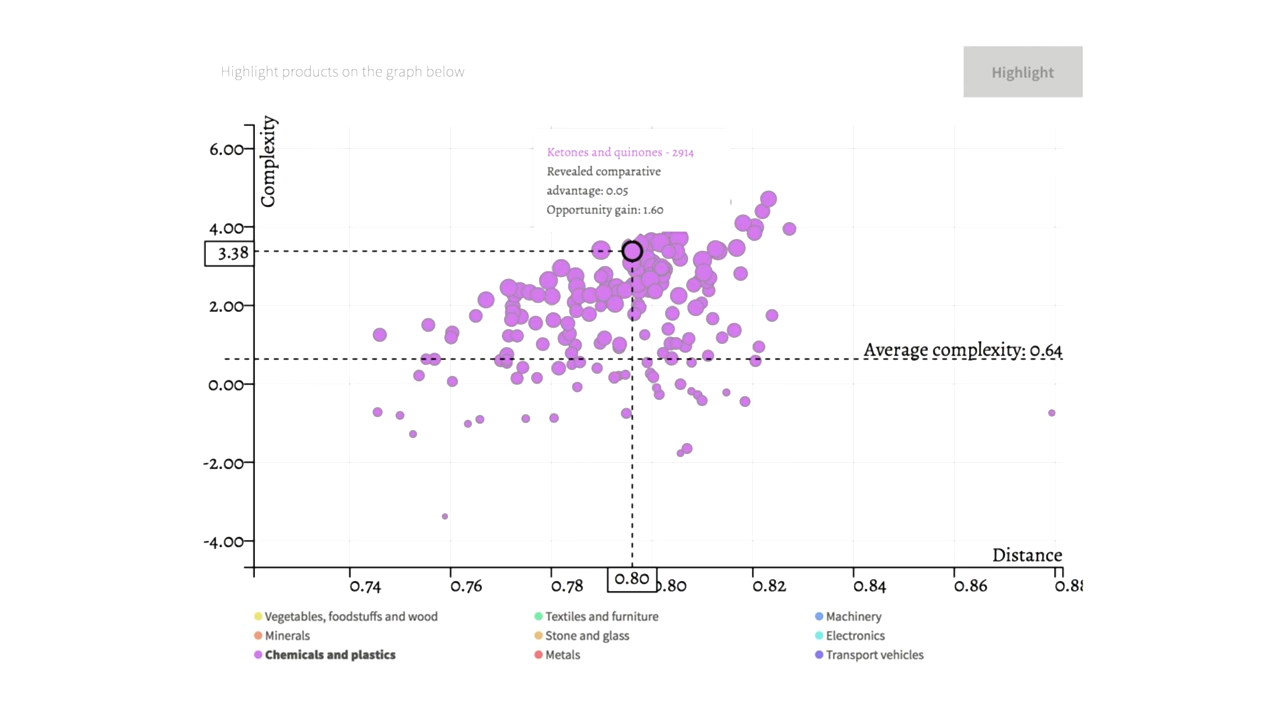 Highlight products on the graph below
Highlight
Complexity
6.00
Ketones and quinones - 2914
Revealed comparative
advantage: 0.05
Opportunity gain: 1.60
4.00
3.38
2.00
Average complexity: 0.64
0.00
-2.00
-4.00
Distance
0.74
0.76
0.78
0.80
0.80
0.82
0.84
0.86
0.88
Vegetables, foodstuffs and wood
Textiles and furniture
Machinery
Minerals
Stone and glass
Electronics
Chemicals and plastics
Metals
Transport vehicles